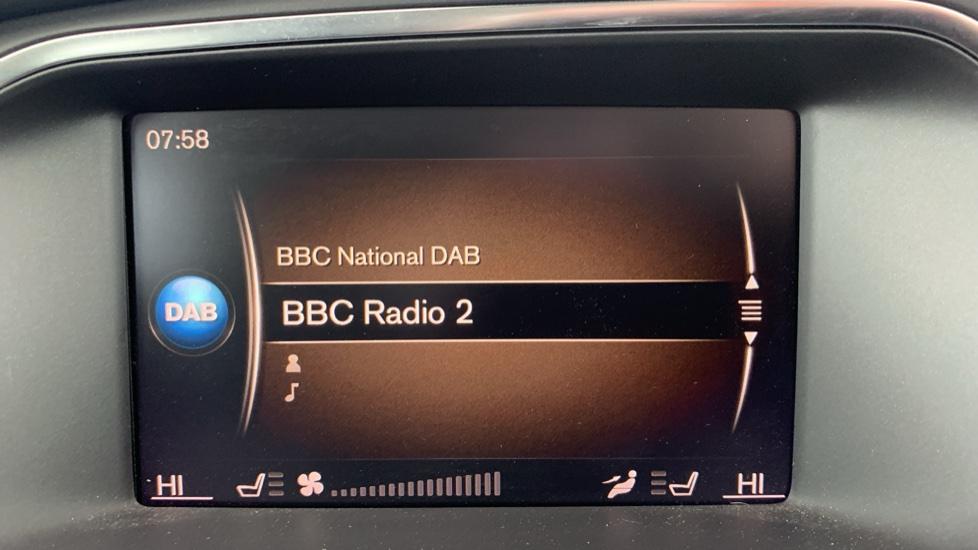 07:58
BBC National DAB
DAB
BBC Radio 2
HI
HI